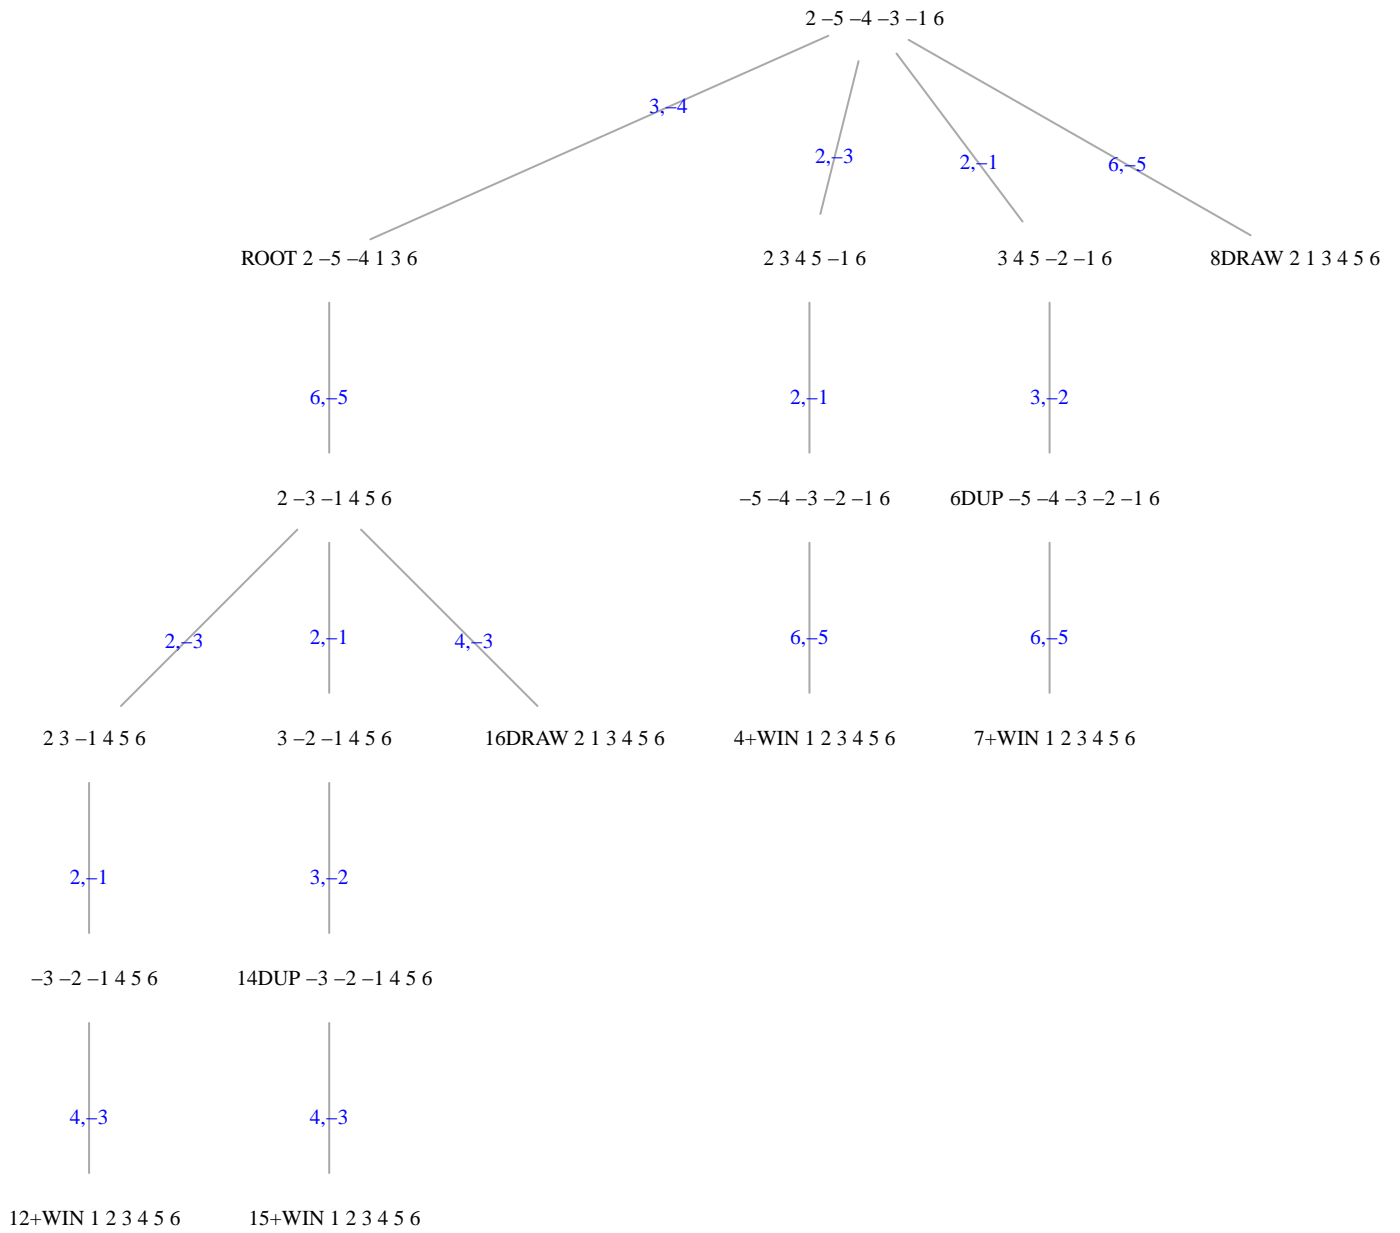 2 –5 –4 –3 –1 6
3,–4
2,–3
2,–1
6,–5
ROOT 2 –5 –4 1 3 6
2 3 4 5 –1 6
3 4 5 –2 –1 6
8DRAW 2 1 3 4 5 6
6,–5
2,–1
3,–2
2 –3 –1 4 5 6
–5 –4 –3 –2 –1 6
6DUP –5 –4 –3 –2 –1 6
2,–3
2,–1
4,–3
6,–5
6,–5
2 3 –1 4 5 6
3 –2 –1 4 5 6
16DRAW 2 1 3 4 5 6
4+WIN 1 2 3 4 5 6
7+WIN 1 2 3 4 5 6
2,–1
3,–2
–3 –2 –1 4 5 6
14DUP –3 –2 –1 4 5 6
4,–3
4,–3
12+WIN 1 2 3 4 5 6
15+WIN 1 2 3 4 5 6